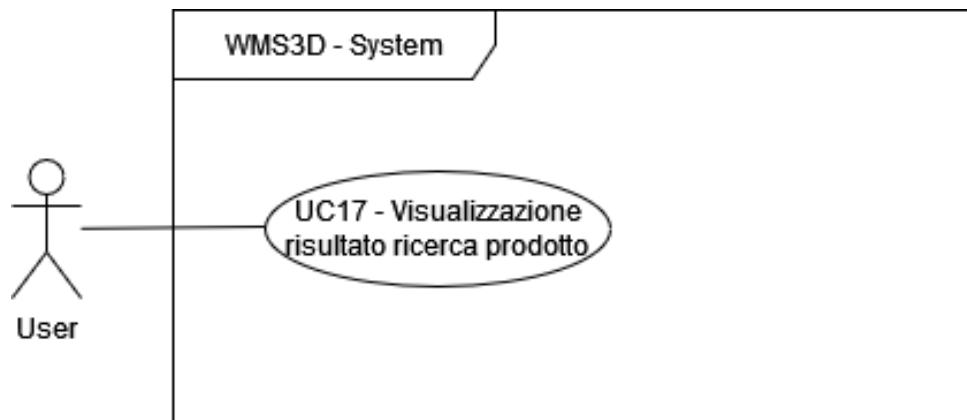 WMS3D - System
UC17 - Visualizzazione
risultato ricerca prodotto
User